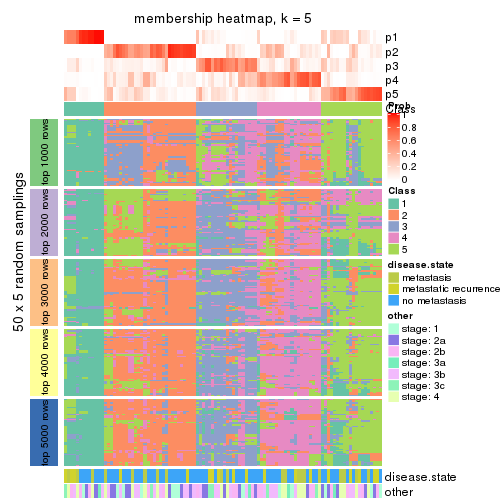 membership heatmap, k = 5
p1
p2
p3
p4
p5
Prob
Class
0.8
0.6
0.4
0.2
0
Class
1
2
3
4
5
disease.state
metastasis
metastatic recurrence
no metastasis
other
stage: 1
stage: 2a
stage: 2b
stage: 3a
stage: 3b
stage: 3c
stage: 4
50 x 5 random samplings
top 1000 rows
top 2000 rows
top 3000 rows
top 4000 rows
top 5000 rows
disease.state
other